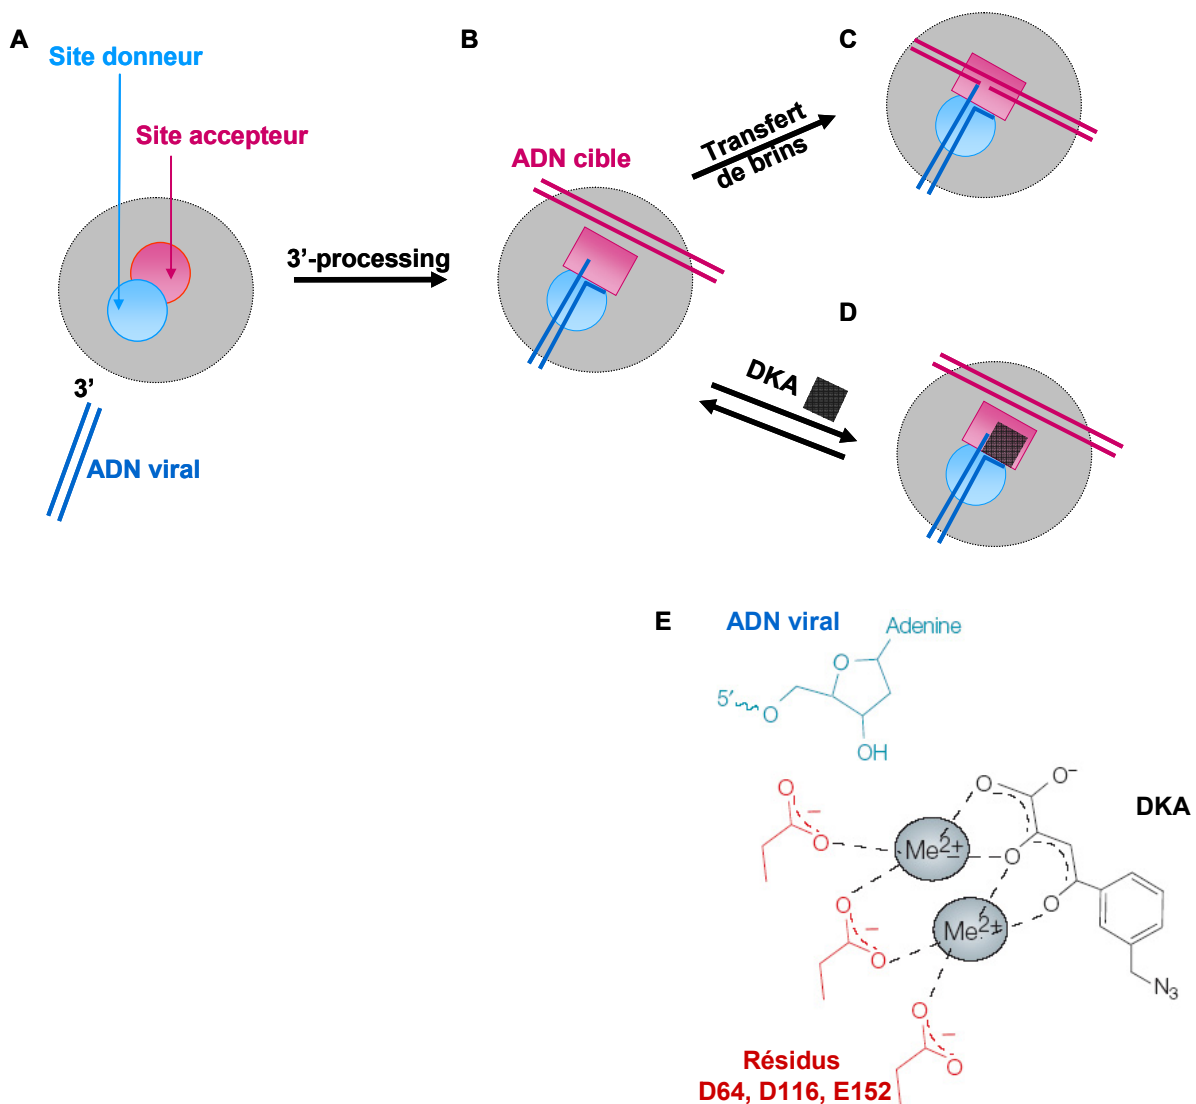 A
Site donneur
Site accepteur
3’-processing
3’
ADN viral
B
ADN cible
Transfert
de brins
C
DKA
D
E
ADN viral
Adenine
5’
O
O
OH
O
O
O⁻
DKA
O
–
O
Me2+
O
O
–
O
Me2+
O
N3
O
–
O
Résidus
D64, D116, E152